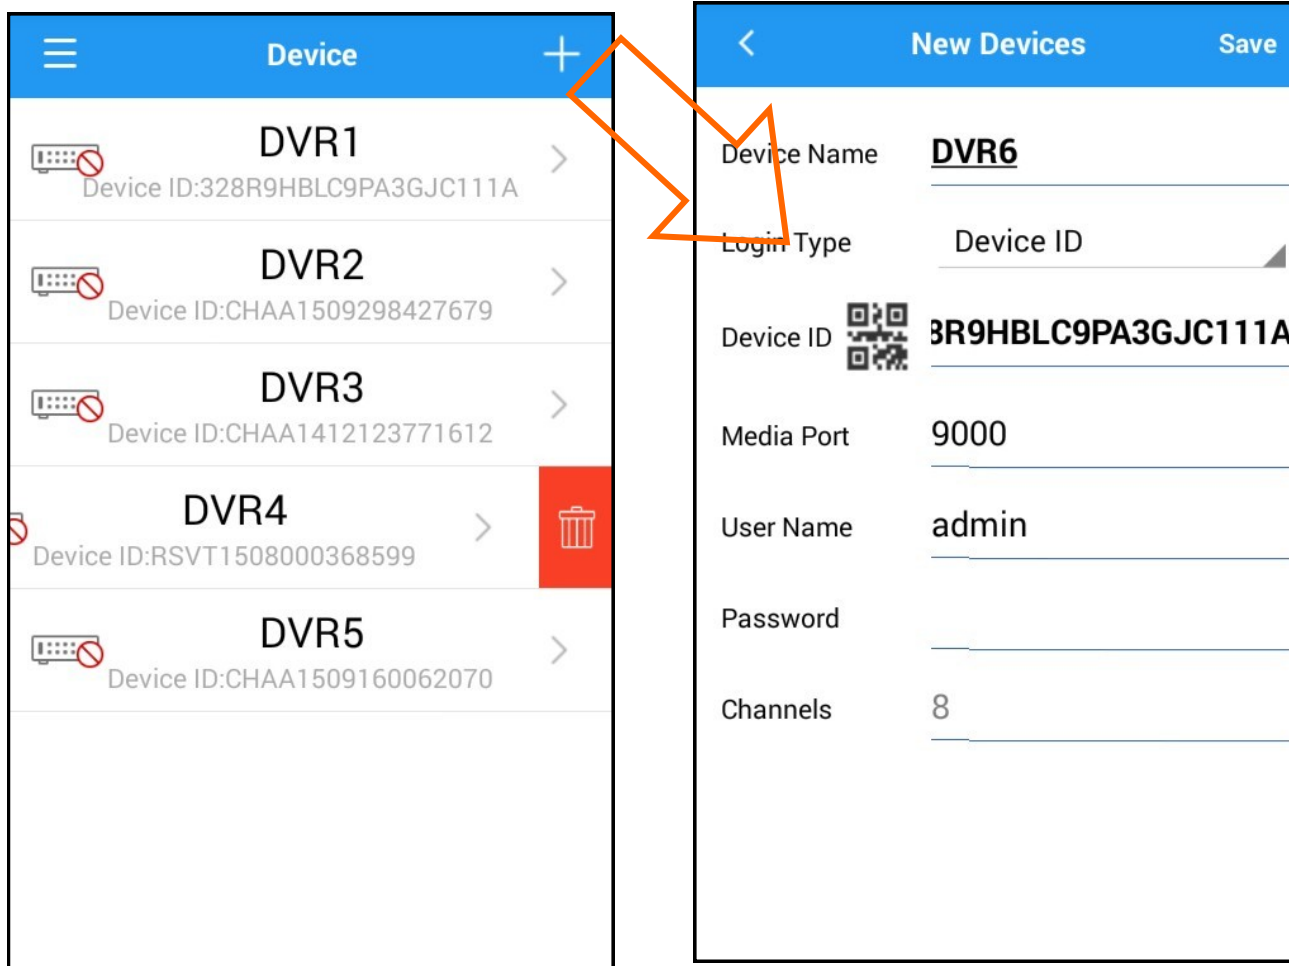 Device
DVR1
Device ID:328R9HBLC9PA3GJC111A
DVR2
Device ID:CHAA1509298427679
DVR3
Device ID:CHAA1412123771612
DVR4
Device ID:RSVT1508000368599
DVR5
Device ID:CHAA1509160062070
New Devices Save
Device Name DVR6
Login Type Device ID
Device ID 8R9HBLC9PA3GJC111A
Media Port 9000
User Name admin
Password
Channels 8